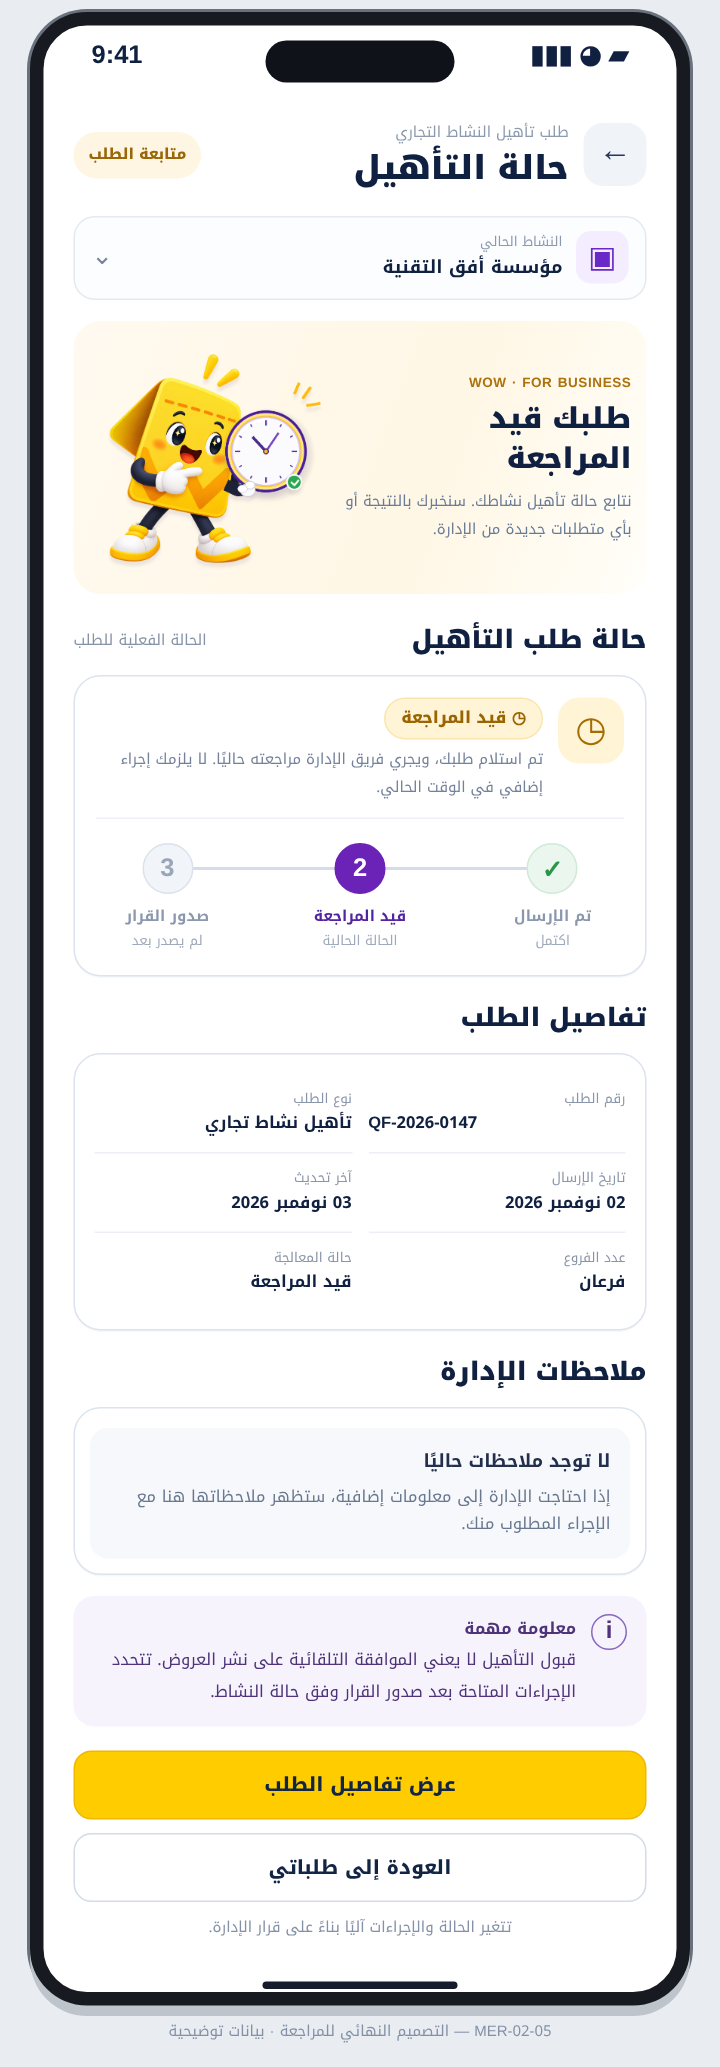 9:41
طلب تأهيل النشاط التجاري
حالة التأهيل
متابعة الطلب
النشاط الحالي
مؤسسة أفق التقنية
WOW · FOR BUSINESS
طلبك قيد
المراجعة
نتابع حالة تأهيل نشاطك. سنخبرك بالنتيجة أو
بأي متطلبات جديدة من الإدارة.
حالة طلب التأهيل
الحالة الفعلية للطلب
قيد المراجعة
تم استلام طلبك، ويجري فريق الإدارة مراجعته حاليًا. لا يلزمك إجراء
إضافي في الوقت الحالي.
✓
2
3
تم الإرسال
قيد المراجعة
صدور القرار
اكتمل
الحالة الحالية
لم يصدر بعد
تفاصيل الطلب
رقم الطلب
QF-2026-0147
نوع الطلب
تأهيل نشاط تجاري
تاريخ الإرسال
02 نوفمبر 2026
آخر تحديث
03 نوفمبر 2026
عدد الفروع
فرعان
حالة المعالجة
قيد المراجعة
ملاحظات الإدارة
لا توجد ملاحظات حاليًا
إذا احتاجت الإدارة إلى معلومات إضافية، ستظهر ملاحظاتها هنا مع
الإجراء المطلوب منك.
i
معلومة مهمة
قبول التأهيل لا يعني الموافقة التلقائية على نشر العروض. تتحدد
الإجراءات المتاحة بعد صدور القرار وفق حالة النشاط.
عرض تفاصيل الطلب
العودة إلى طلباتي
تتغير الحالة والإجراءات آليًا بناءً على قرار الإدارة.
MER-02-05 — التصميم النهائي للمراجعة · بيانات توضيحية